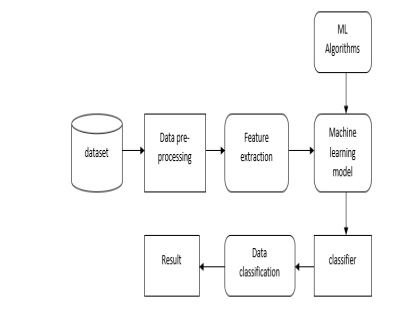 ML
Algorithms
dataset
Data pre-
processing
Feature
extraction
Machine
learning
model
Result
Data
classification
classifier